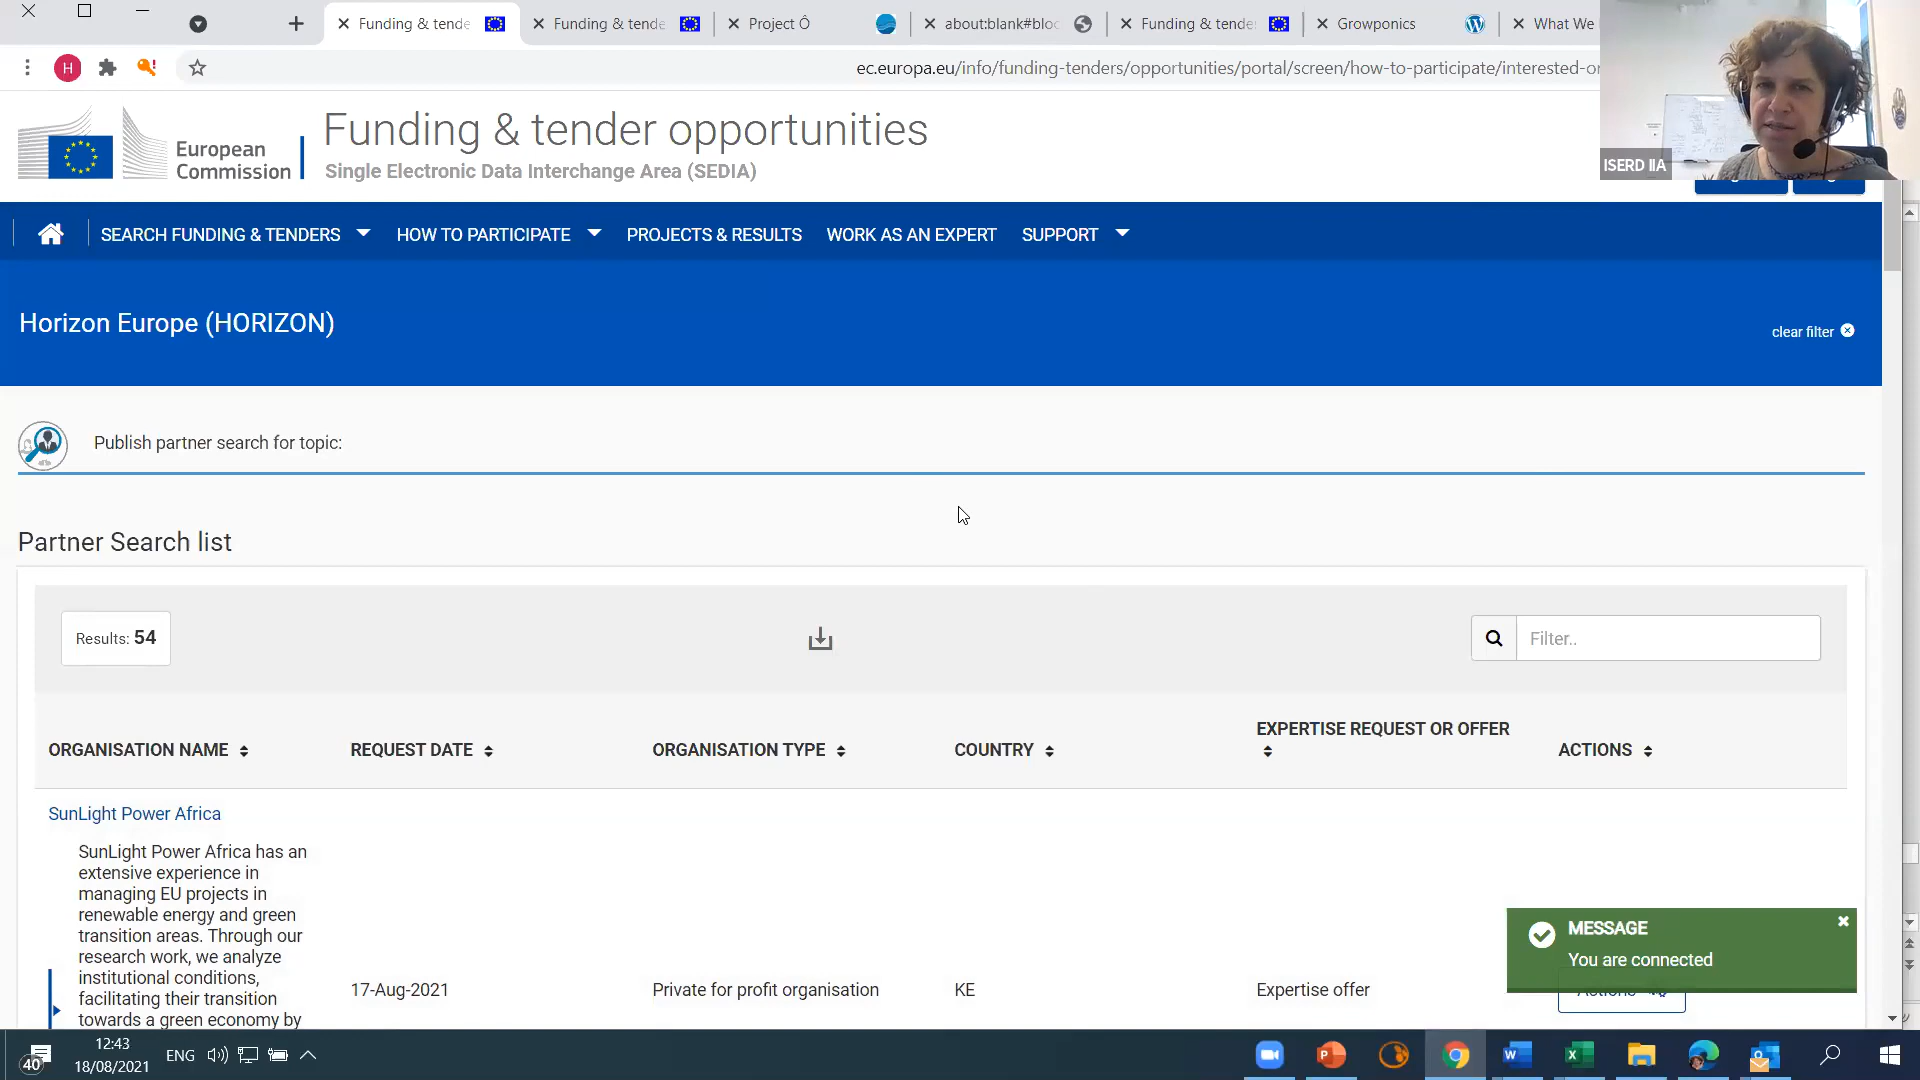 Funding & tende
Funding & tende
Project Ô
about:blank#bloc
Funding & tende
Growponics
What We
H
ec.europa.eu/info/funding-tenders/opportunities/portal/screen/how-to-participate/interested-or
ISERD IIA
European
Commission
Funding & tender opportunities
Single Electronic Data Interchange Area (SEDIA)
SEARCH FUNDING & TENDERS
HOW TO PARTICIPATE
PROJECTS & RESULTS
WORK AS AN EXPERT
SUPPORT
Horizon Europe (HORIZON)
clear filter
Publish partner search for topic:
Partner Search list
Results: 54
Filter..
ORGANISATION NAME
REQUEST DATE
ORGANISATION TYPE
COUNTRY
EXPERTISE REQUEST OR OFFER
ACTIONS
SunLight Power Africa
SunLight Power Africa has an
extensive experience in
managing EU projects in
renewable energy and green
transition areas. Through our
research work, we analyze
institutional conditions,
facilitating their transition
towards a green economy by
17-Aug-2021
Private for profit organisation
KE
Expertise offer
Actions
MESSAGE
You are connected
40
12:43
18/08/2021
ENG